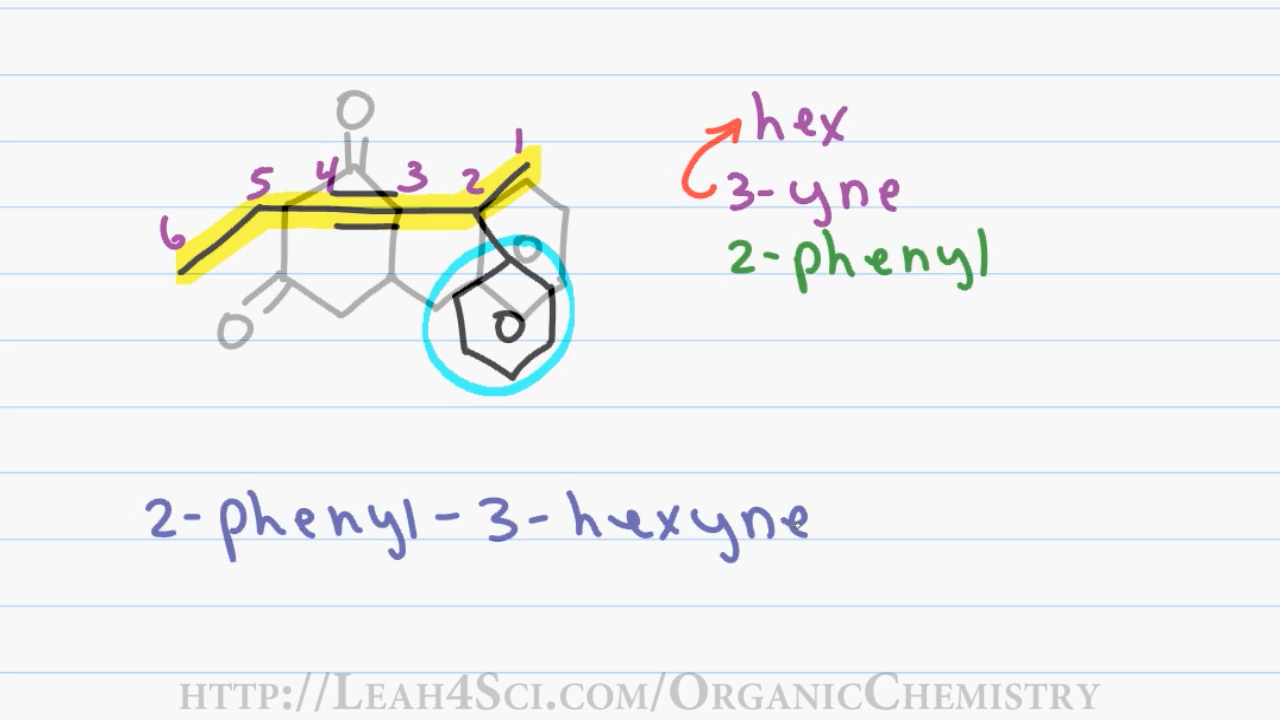 O
1
hex
5 4 3 2
3-yne
6
2-phenyl
O
O
O
2-phenyl-3-hexyne
http://Leah4Sci.com/OrganicChemistry